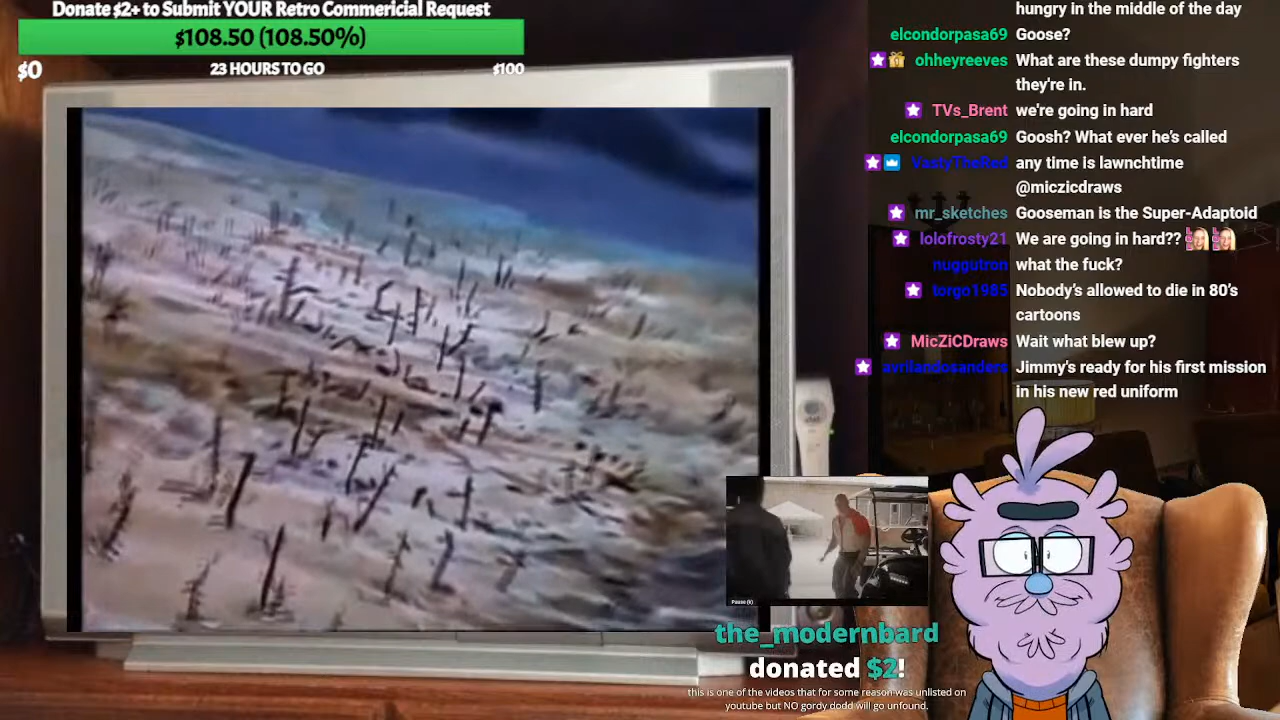 Donate $2+ to Submit YOUR Retro Commericial Request
$108.50 (108.50%)
$0
23 HOURS TO GO
$100
hungry in the middle of the day
elcondorpasa69 Goose?
ohheyreeves What are these dumpy fighters
they're in.
TVs_Brent we're going in hard
elcondorpasa69 Goosh? What ever he's called
VastyTheRed any time is lawnchtime
@miczicdraws
mr_sketches Gooseman is the Super-Adaptoid
lolofrosty21 We are going in hard??
nuggutron what the fuck?
torgo1985 Nobody's allowed to die in 80's
cartoons
MicZiCDraws Wait what blew up?
avrilandosanders Jimmy's ready for his first mission
in his new red uniform
Pause (k)
the_modernbard
donated $2!
this is one of the videos that for some reason was unlisted on
youtube but NO gordy dodd will go unfound.